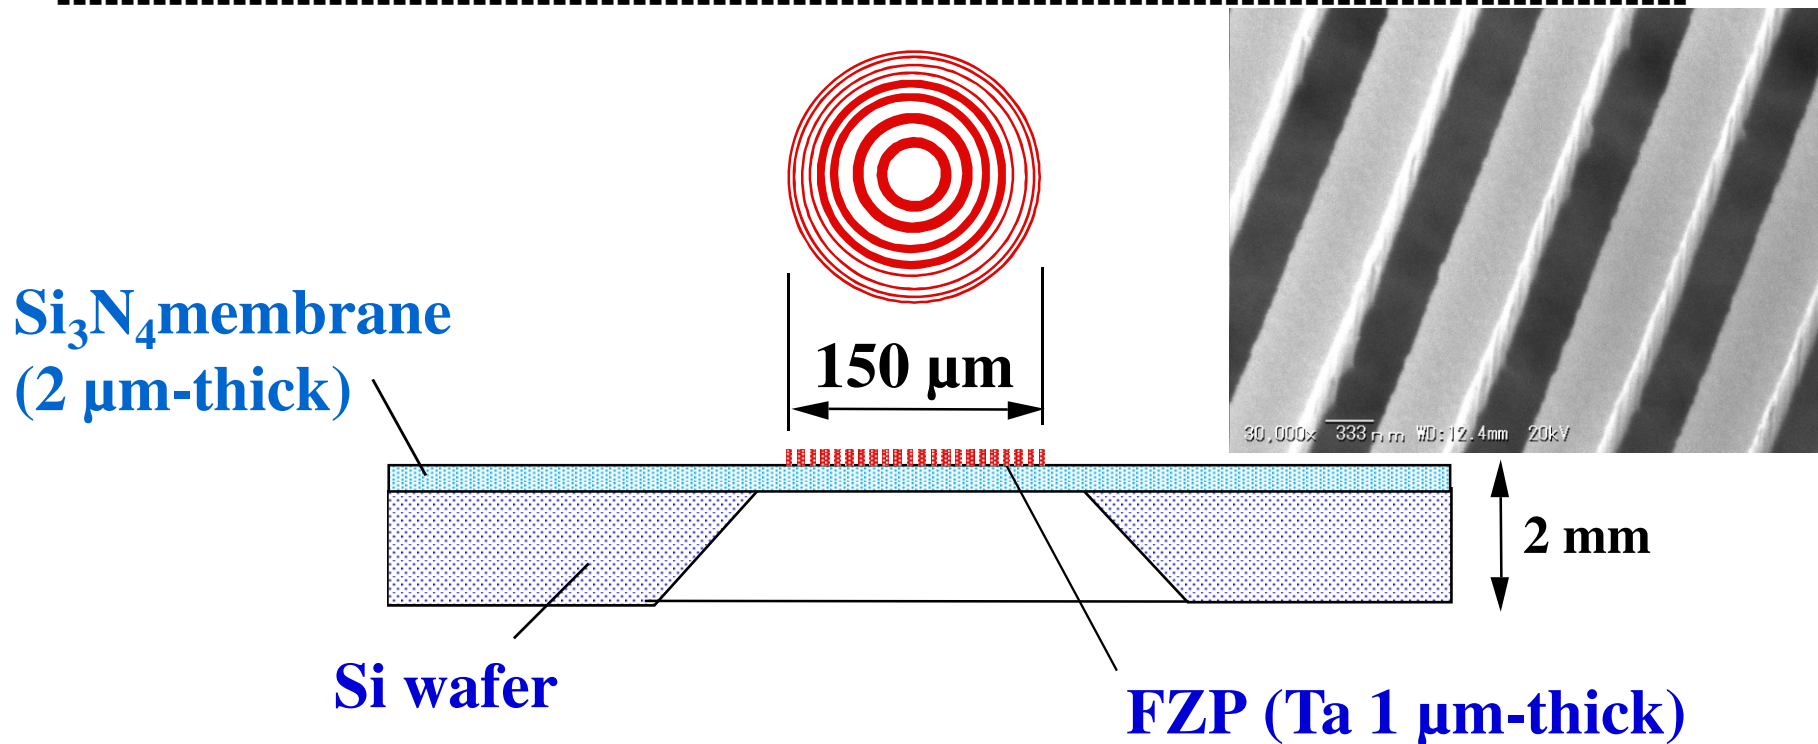 150 µm
Si₃N₄membrane
(2 µm-thick)
30,000x 333nm WD:12.4mm 20kV
2 mm
Si wafer
FZP (Ta 1 µm-thick)